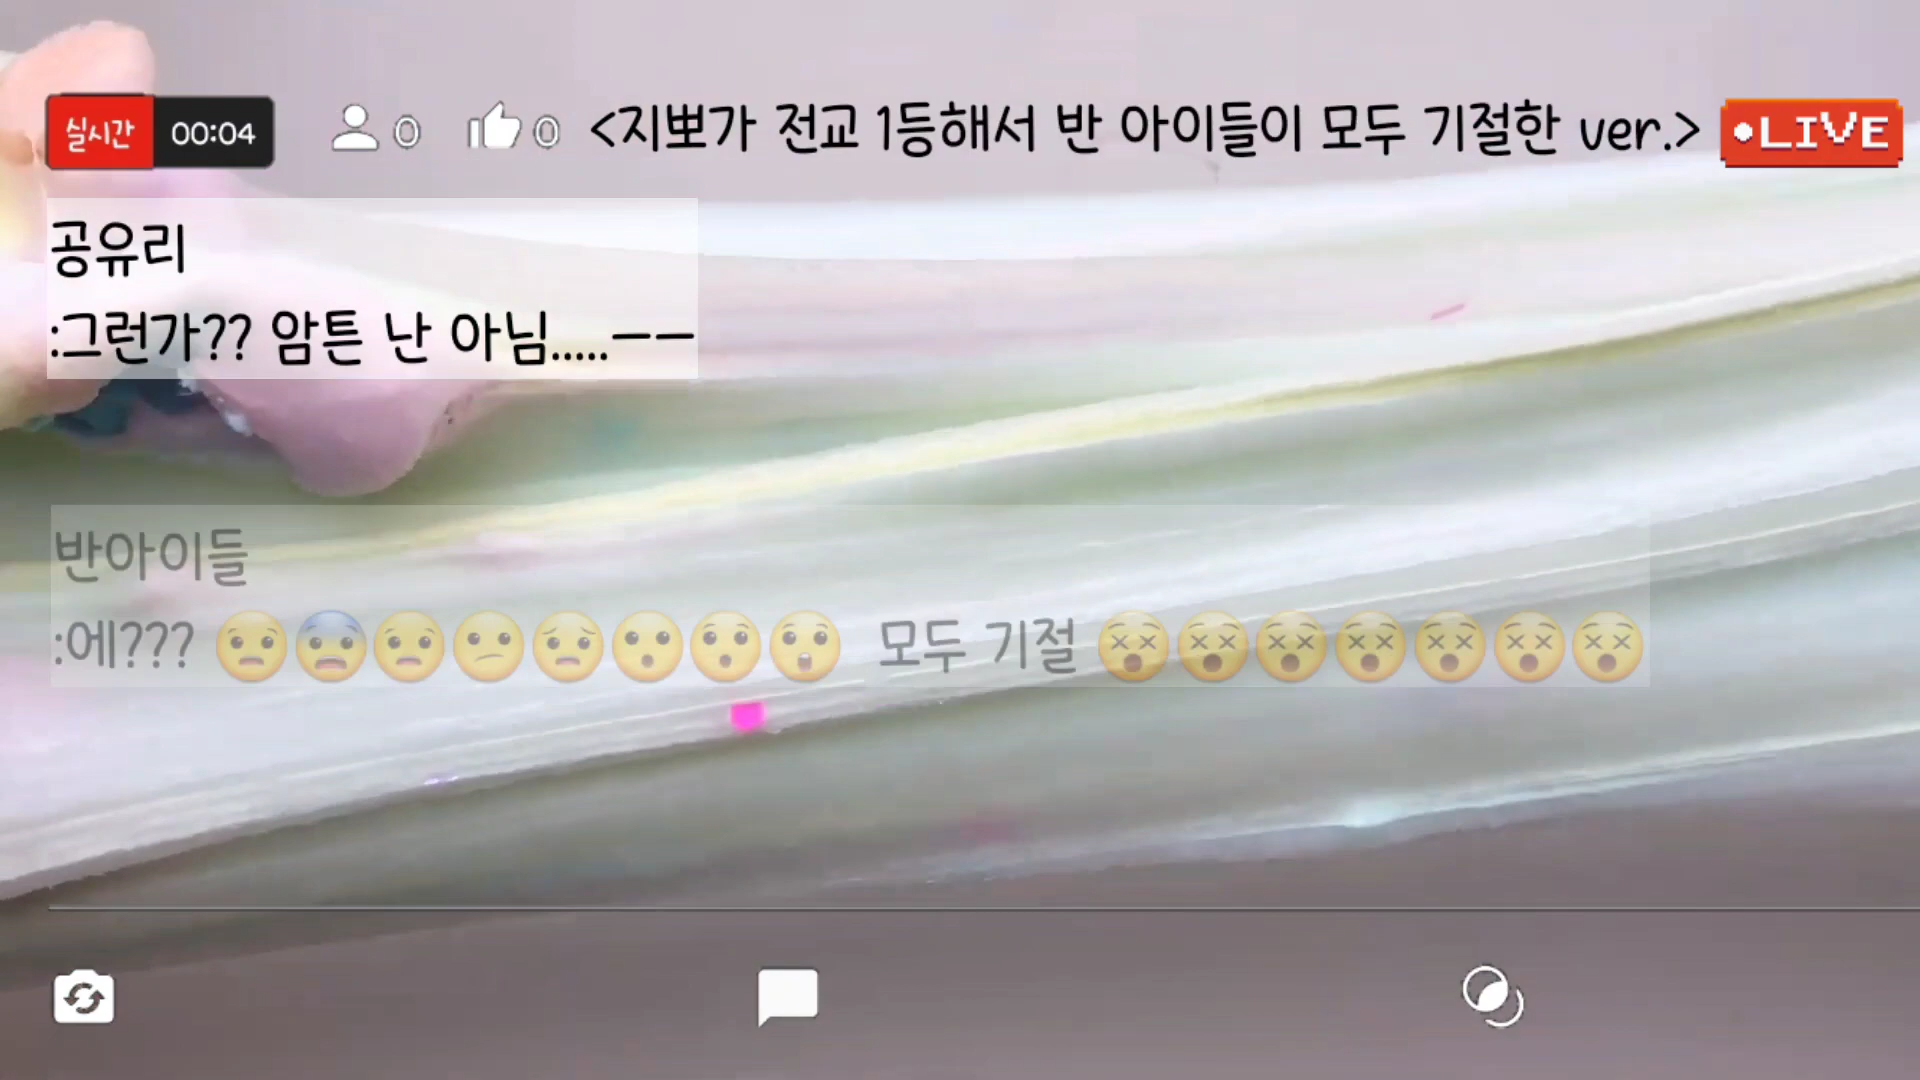 실시간 00:04 0 0 <지뽀가 전교 1등해서 반 아이들이 모두 기절한 ver.> LIVE
공유리
:그런가?? 암튼 난 아님.....ㅡㅡ
반아이들
:에??? 😦😨😦😕😟😮😯😲 모두 기절 😵😵😵😵😵😵😵